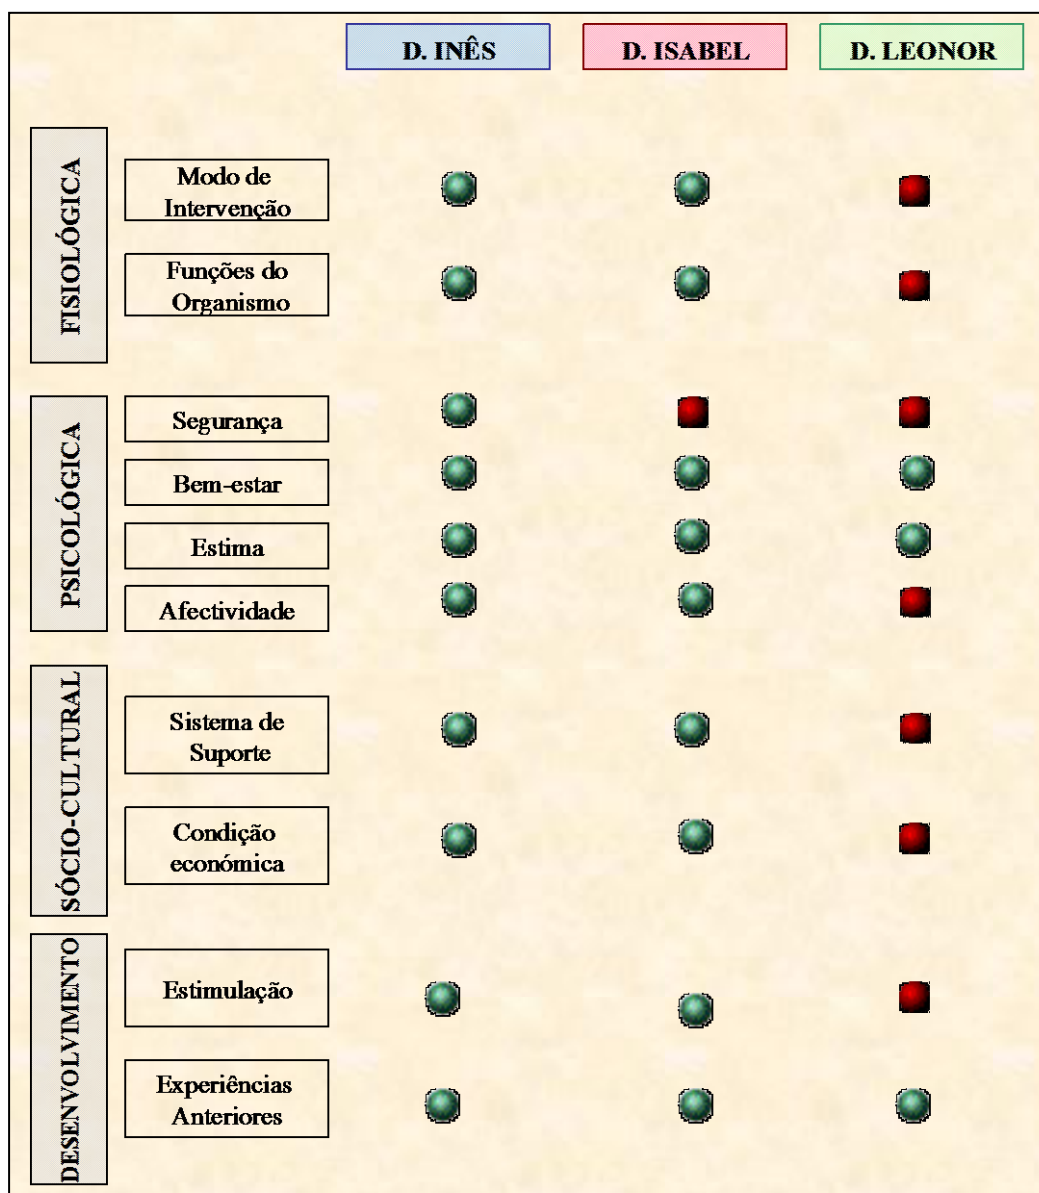 D. INÊS D. ISABEL D. LEONOR
FISIOLÓGICA
Modo de
Intervenção
Funções do
Organismo
PSICOLÓGICA
Segurança
Bem-estar
Estima
Afectividade
SÓCIO-CULTURAL
Sistema de
Suporte
Condição
económica
DESENVOLVIMENTO
Estimulação
Experiências
Anteriores